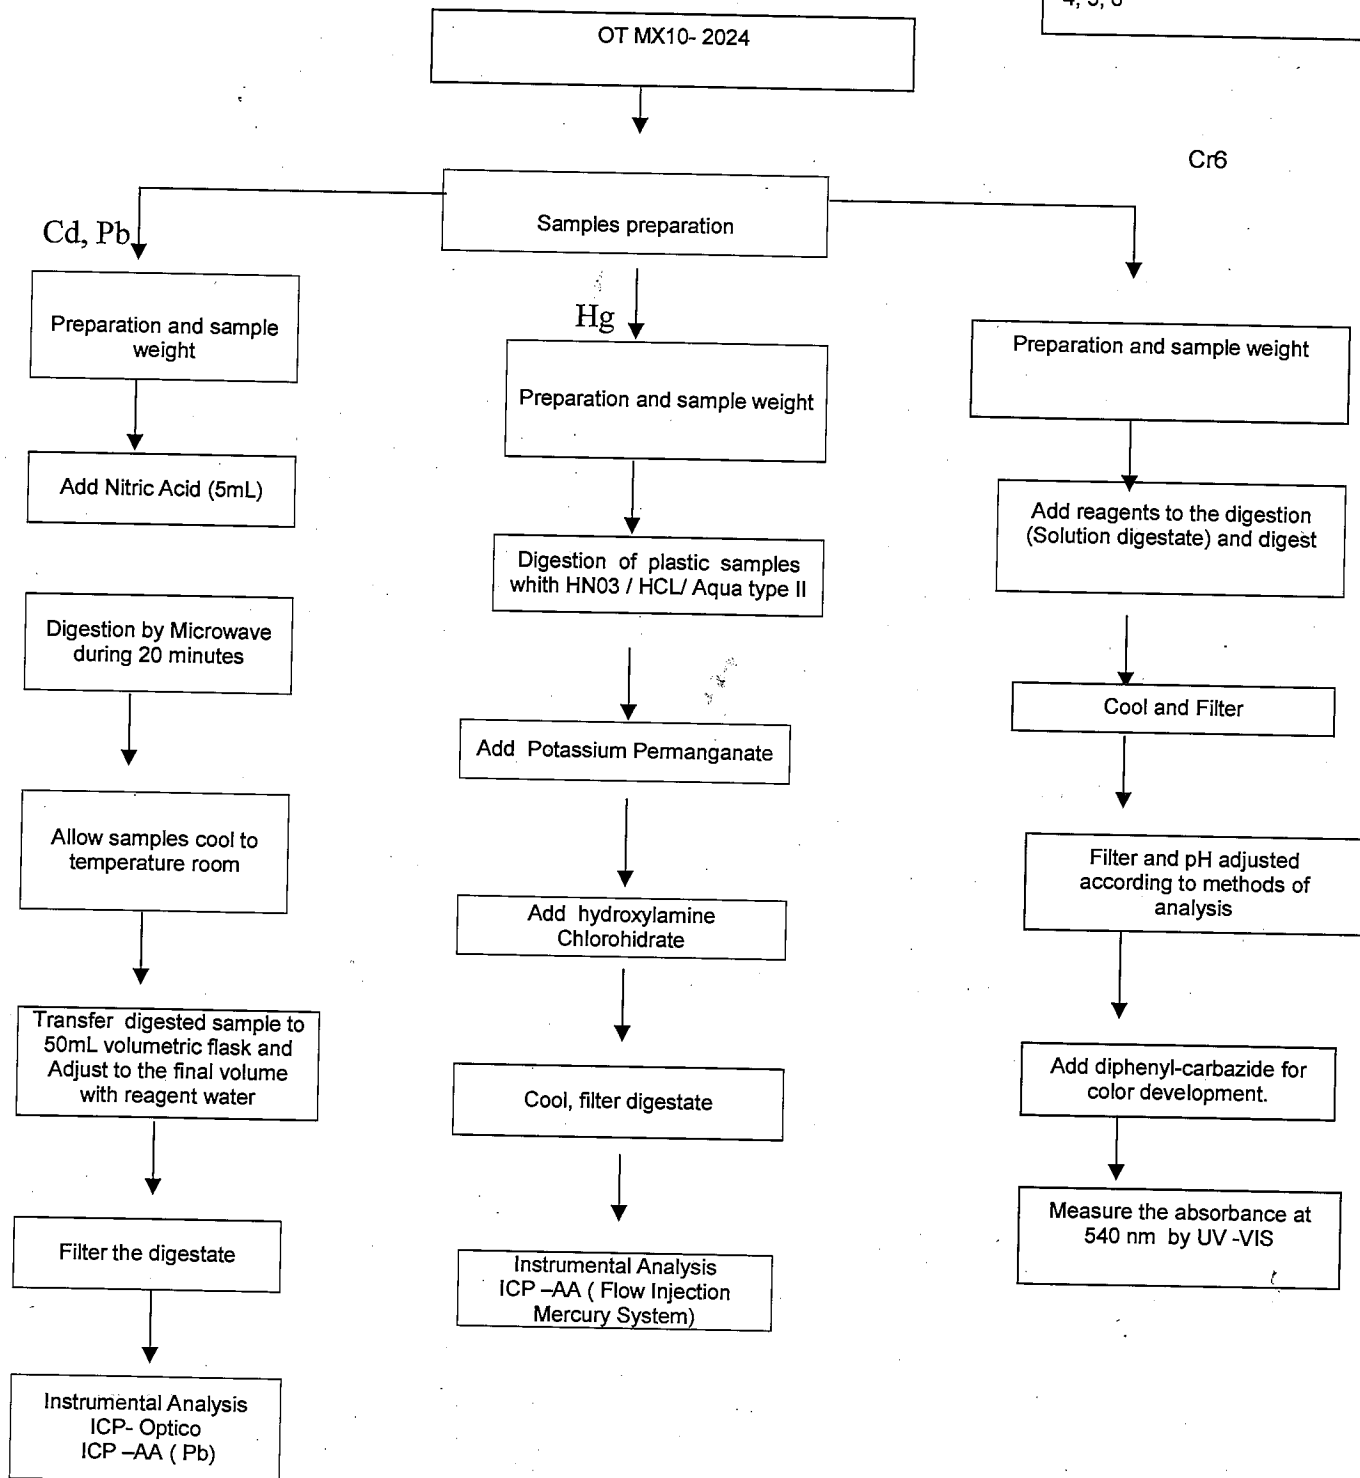 OT MX10- 2024
Cr6
Samples preparation
Cd, Pb
Preparation and sample
weight
Add Nitric Acid (5mL)
Digestion by Microwave
during 20 minutes
Allow samples cool to
temperature room
Transfer digested sample to
50mL volumetric flask and
Adjust to the final volume
with reagent water
Filter the digestate
Instrumental Analysis
ICP- Optico
ICP –AA ( Pb)
Hg
Preparation and sample weight
Digestion of plastic samples
whith HN03 / HCL/ Aqua type II
Add Potassium Permanganate
Add hydroxylamine
Chlorohidrate
Cool, filter digestate
Instrumental Analysis
ICP –AA ( Flow Injection
Mercury System)
Preparation and sample weight
Add reagents to the digestion
(Solution digestate) and digest
Cool and Filter
Filter and pH adjusted
according to methods of
analysis
Add diphenyl-carbazide for
color development.
Measure the absorbance at
540 nm by UV -VIS